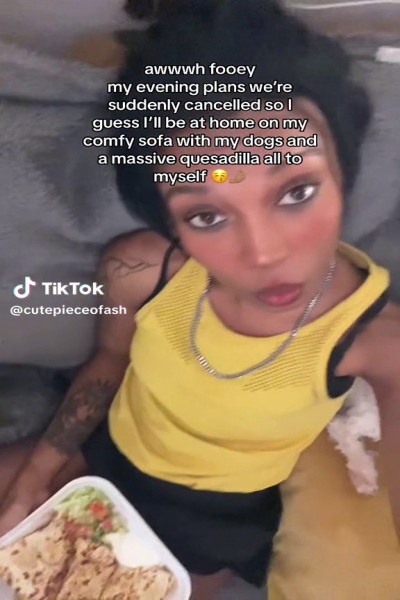 awwwh fooey
my evening plans we're
suddenly cancelled so I
guess I'll be at home on my
comfy sofa with my dogs and
a massive quesadilla all to
myself 😚🤌🏽
TikTok
@cutepieceofash